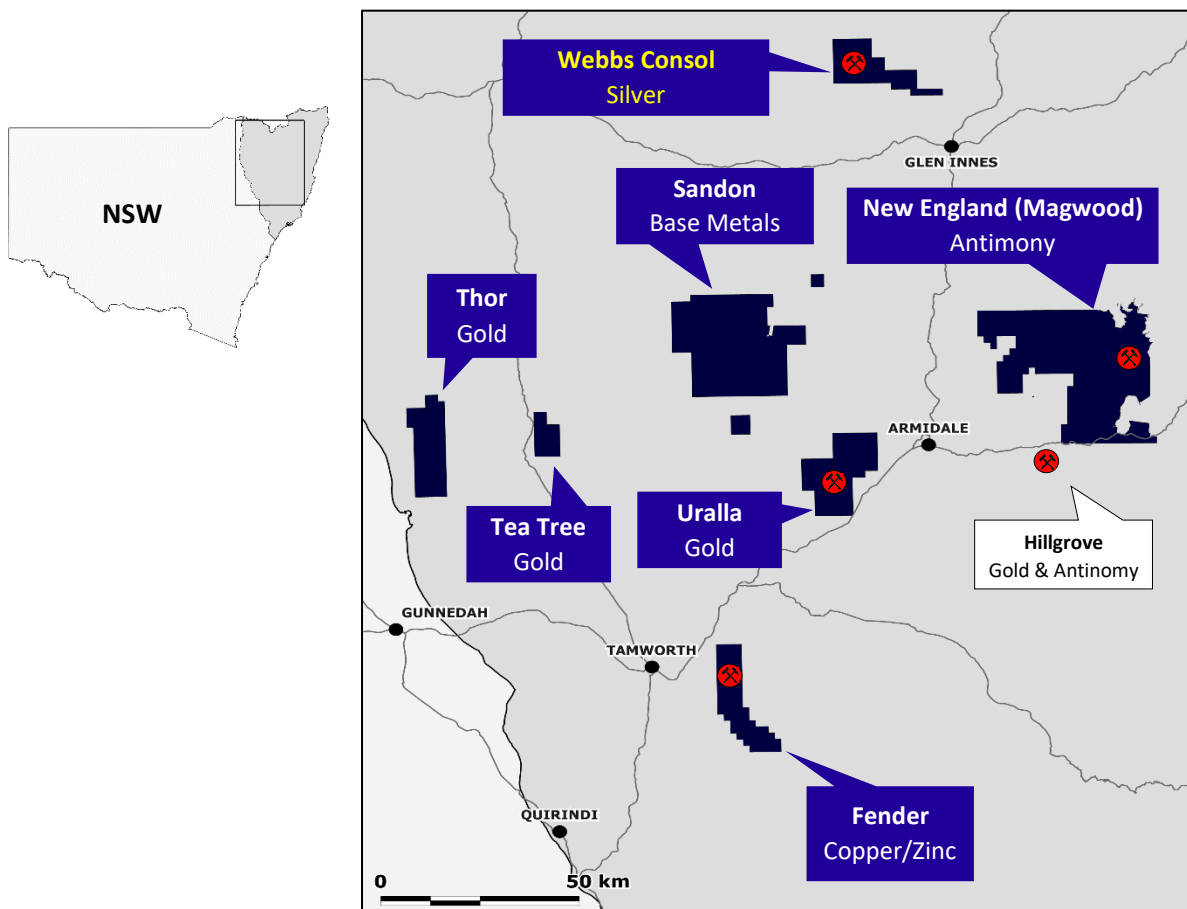 Webbs Consol
Silver
GLEN INNES
Sandon
Base Metals
New England (Magwood)
Antimony
NSW
Thor
Gold
ARMIDALE
Tea Tree
Gold
Uralla
Gold
Hillgrove
Gold & Antinomy
GUNNEDAH
TAMWORTH
QUIRINDI
Fender
Copper/Zinc
0 50 km